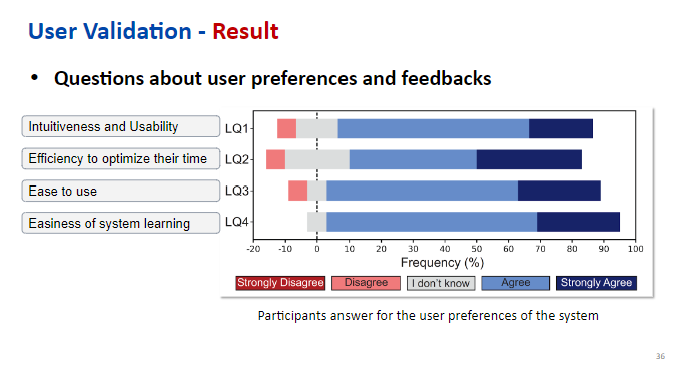 User Validation - Result
• Questions about user preferences and feedbacks
Intuitiveness and Usability
LQ1
Efficiency to optimize their time
LQ2
Ease to use
LQ3
Easiness of system learning
LQ4
-20 -10 0 10 20 30 40 50 60 70 80 90 100
Frequency (%)
Strongly Disagree Disagree I don't know Agree Strongly Agree
Participants answer for the user preferences of the system
36